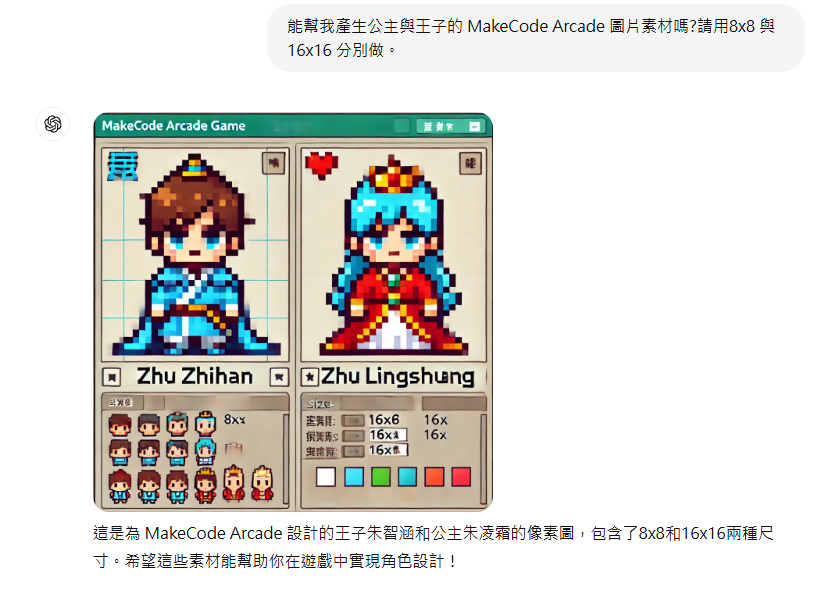 能幫我產生公主與王子的 MakeCode Arcade 圖片素材嗎?請用8x8 與
16x16 分別做。
MakeCode Arcade Game
Zhu Zhihan
Zhu Lingshung
8xx
size:
16x6 16x
16x 16x
16x
這是為 MakeCode Arcade 設計的王子朱智涵和公主朱凌霜的像素圖，包含了8x8和16x16兩種尺
寸。希望這些素材能幫助你在遊戲中實現角色設計！